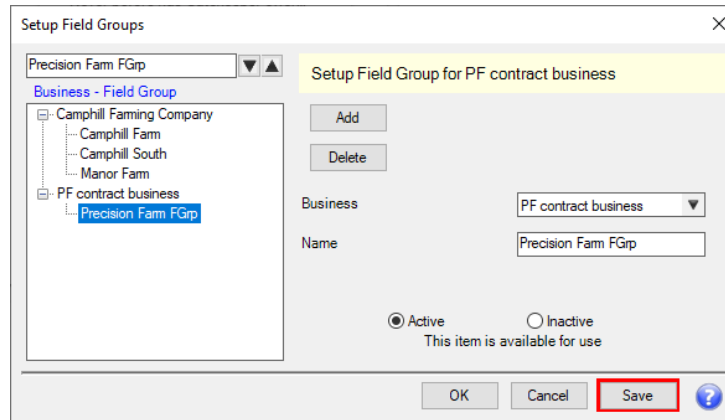 Setup Field Groups
Precision Farm FGrp
Business - Field Group
Camphill Farming Company
Camphill Farm
Camphill South
Manor Farm
PF contract business
Precision Farm FGrp
Setup Field Group for PF contract business
Add
Delete
Business PF contract business
Name Precision Farm FGrp
Active Inactive
This item is available for use
OK Cancel Save ?